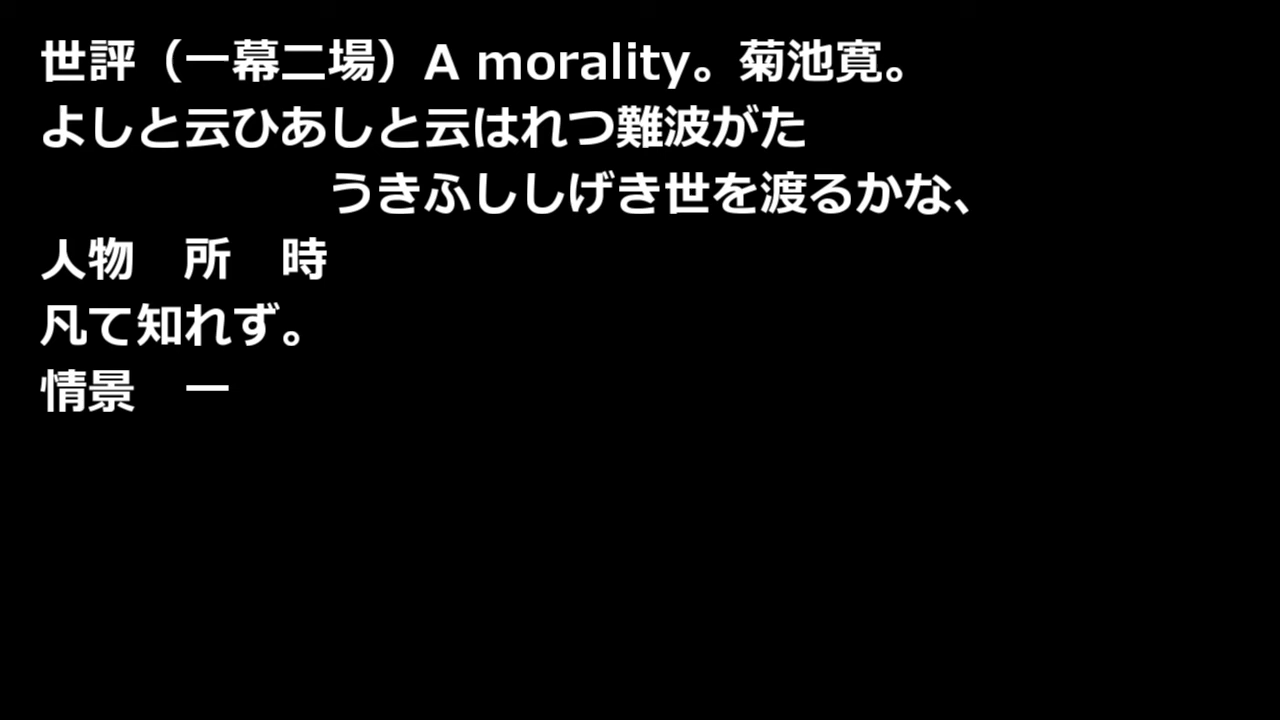 世評（一幕二場）A morality。菊池寛。
よしと云ひあしと云はれつ難波がた
うきふししげき世を渡るかな、
人物　所　時
凡て知れず。
情景　一